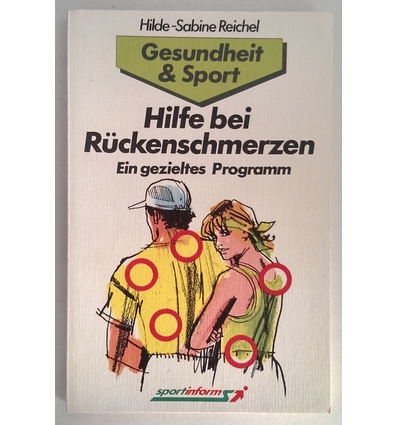 Hilde-Sabine Reichel
Gesundheit
& Sport
Hilfe bei
Rückenschmerzen
Ein gezieltes Programm
sportinform